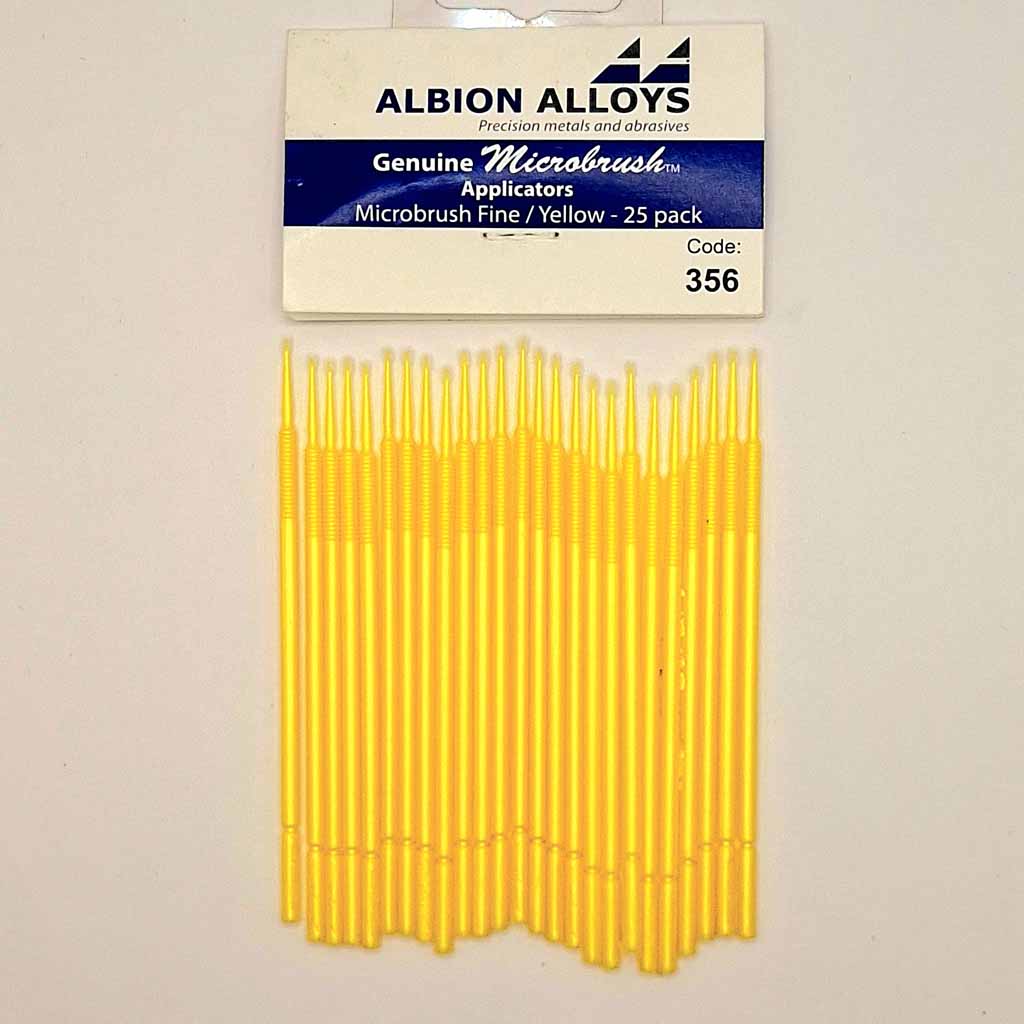 ALBION ALLOYS
Precision metals and abrasives
Genuine Microbrush™
Applicators
Microbrush Fine / Yellow - 25 pack
Code:
356